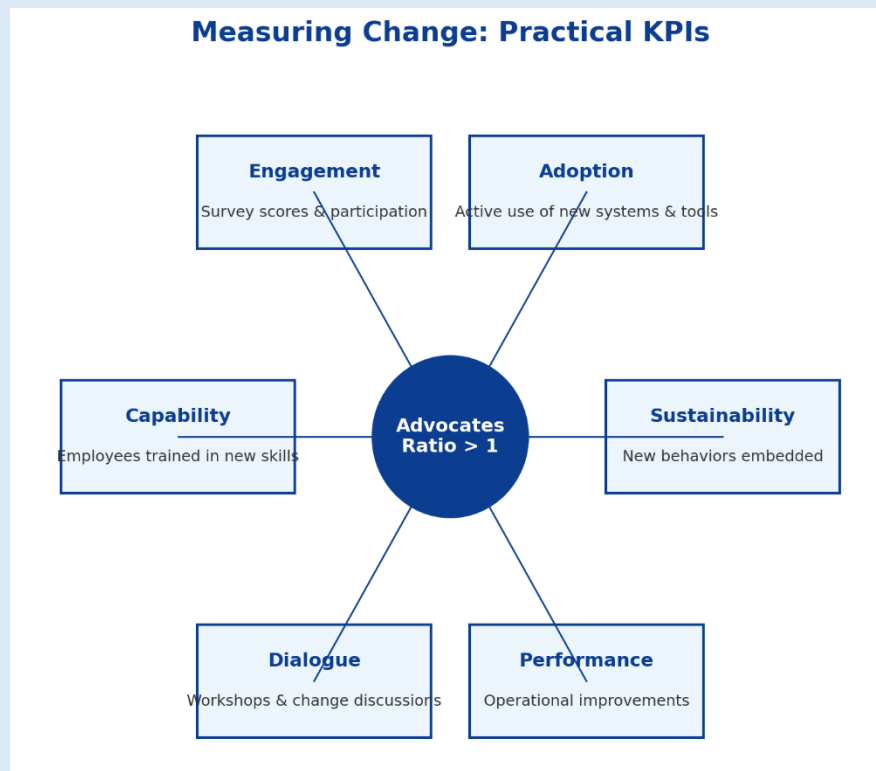 Measuring Change: Practical KPIs
Engagement
Survey scores & participation
Adoption
Active use of new systems & tools
Capability
Employees trained in new skills
Advocates
Ratio > 1
Sustainability
New behaviors embedded
Dialogue
Workshops & change discussions
Performance
Operational improvements